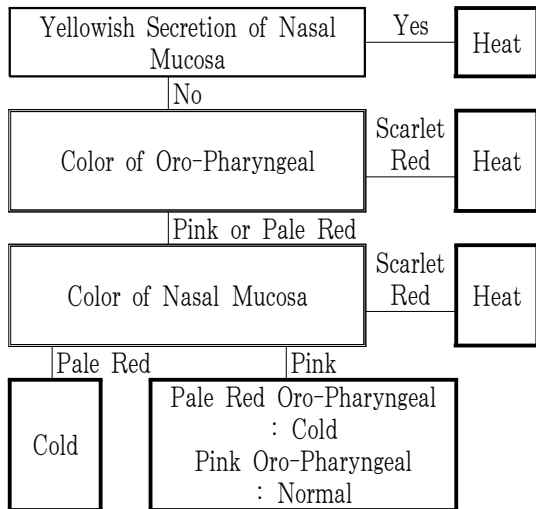 Yellowish Secretion of Nasal
Mucosa
Yes
Heat
No
Color of Oro-Pharyngeal
Scarlet
Red
Heat
Pink or Pale Red
Color of Nasal Mucosa
Scarlet
Red
Heat
Pale Red
Pink
Cold
Pale Red Oro-Pharyngeal
: Cold
Pink Oro-Pharyngeal
: Normal